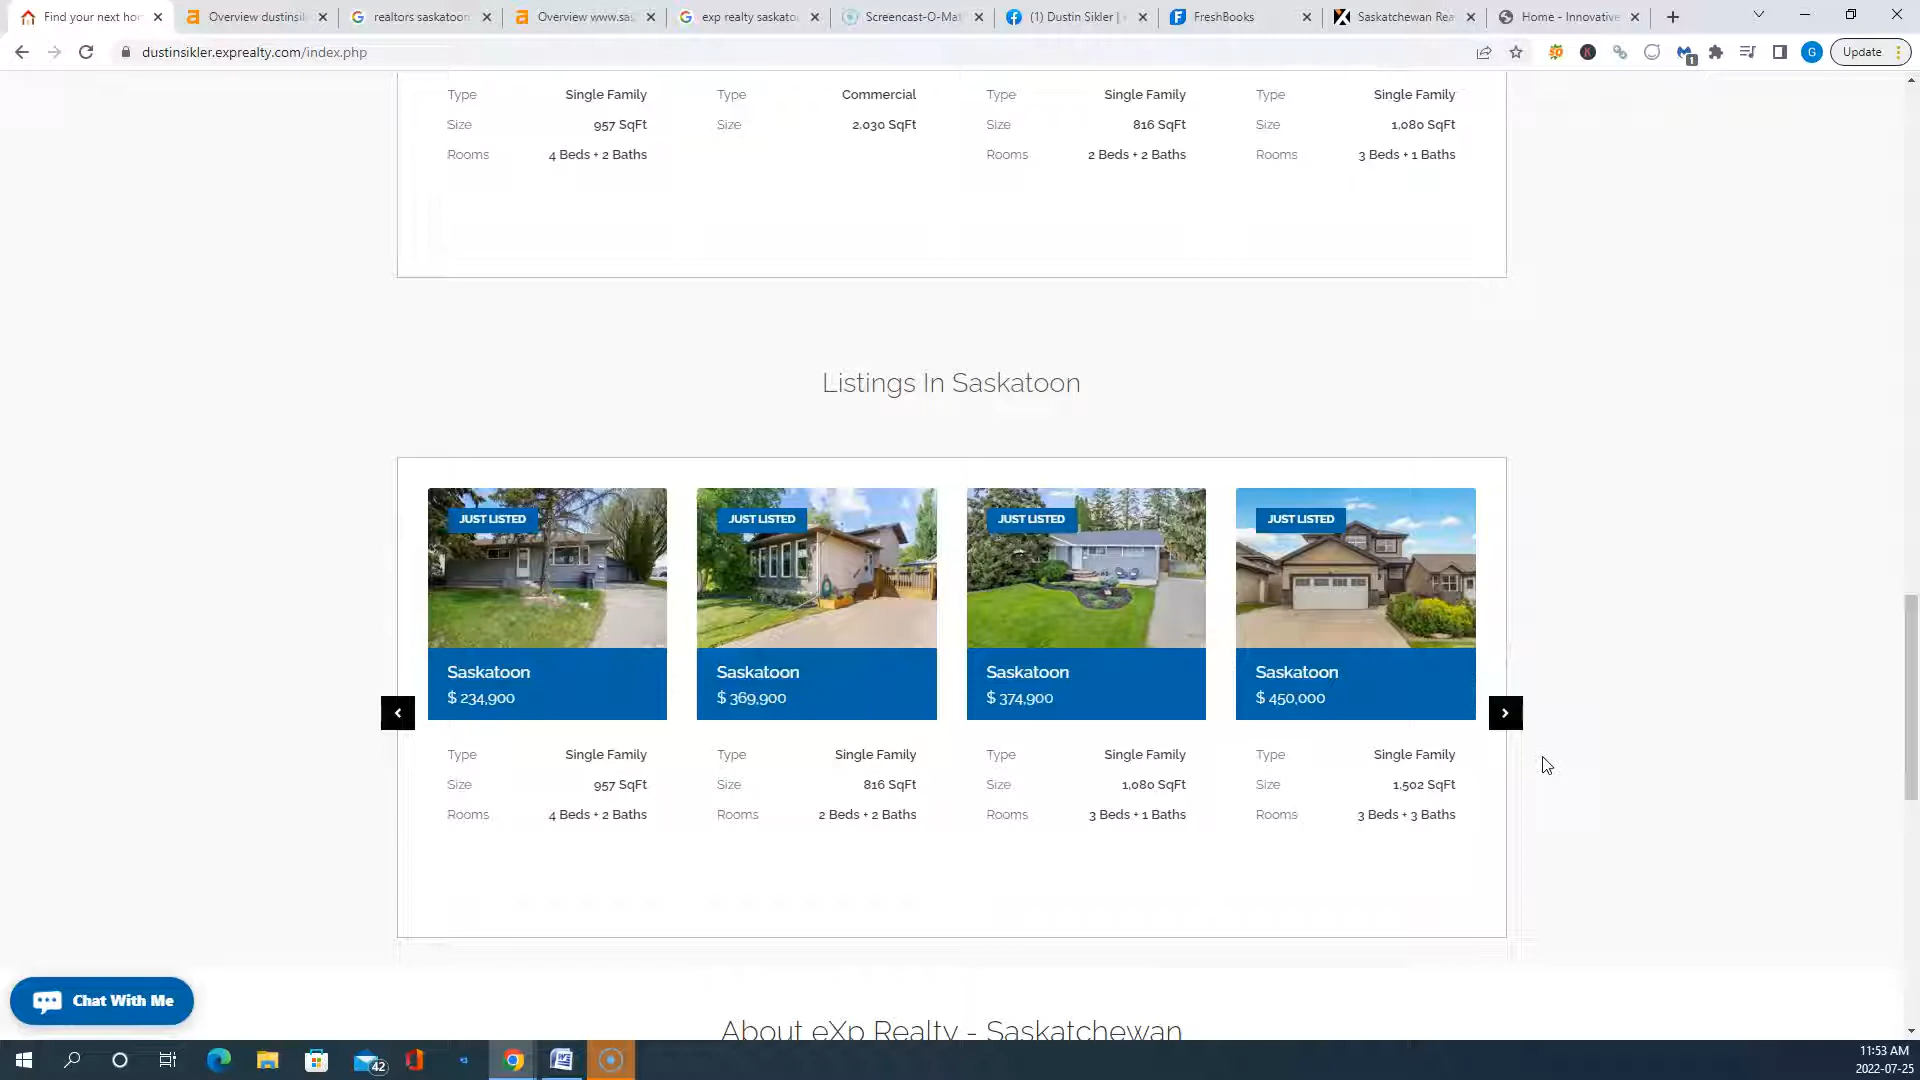 Find your next hom
Overview dustinsik
realtors saskatoon
Overview www.sas
exp realty saskato
Screencast-O-Mat
(1) Dustin Sikler |
FreshBooks
Saskatchewan Rea
Home - Innovative
dustinsikler.exprealty.com/index.php
Update
Type Single Family Type Commercial Type Single Family Type Single Family
Size 957 SqFt Size 2,030 SqFt Size 816 SqFt Size 1,080 SqFt
Rooms 4 Beds + 2 Baths Rooms 2 Beds + 2 Baths Rooms 3 Beds + 1 Baths
Listings In Saskatoon
JUST LISTED JUST LISTED JUST LISTED JUST LISTED
Saskatoon Saskatoon Saskatoon Saskatoon
$ 234,900 $ 369,900 $ 374,900 $ 450,000
Type Single Family Type Single Family Type Single Family Type Single Family
Size 957 SqFt Size 816 SqFt Size 1,080 SqFt Size 1,502 SqFt
Rooms 4 Beds + 2 Baths Rooms 2 Beds + 2 Baths Rooms 3 Beds + 1 Baths Rooms 3 Beds + 3 Baths
Chat With Me
About eXp Realty - Saskatchewan
42
11:53 AM
2022-07-25